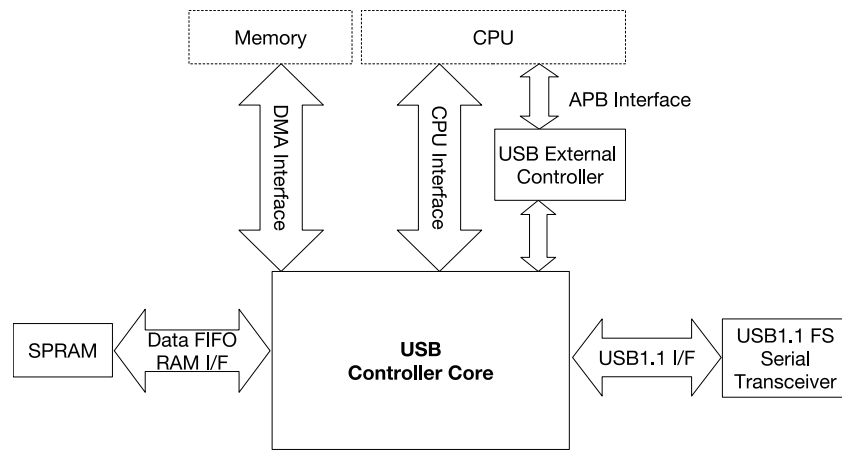 Memory
CPU
DMA Interface
CPU Interface
APB Interface
USB External
Controller
SPRAM
Data FIFO
RAM I/F
USB
Controller Core
USB1.1 I/F
USB1.1 FS
Serial
Transceiver